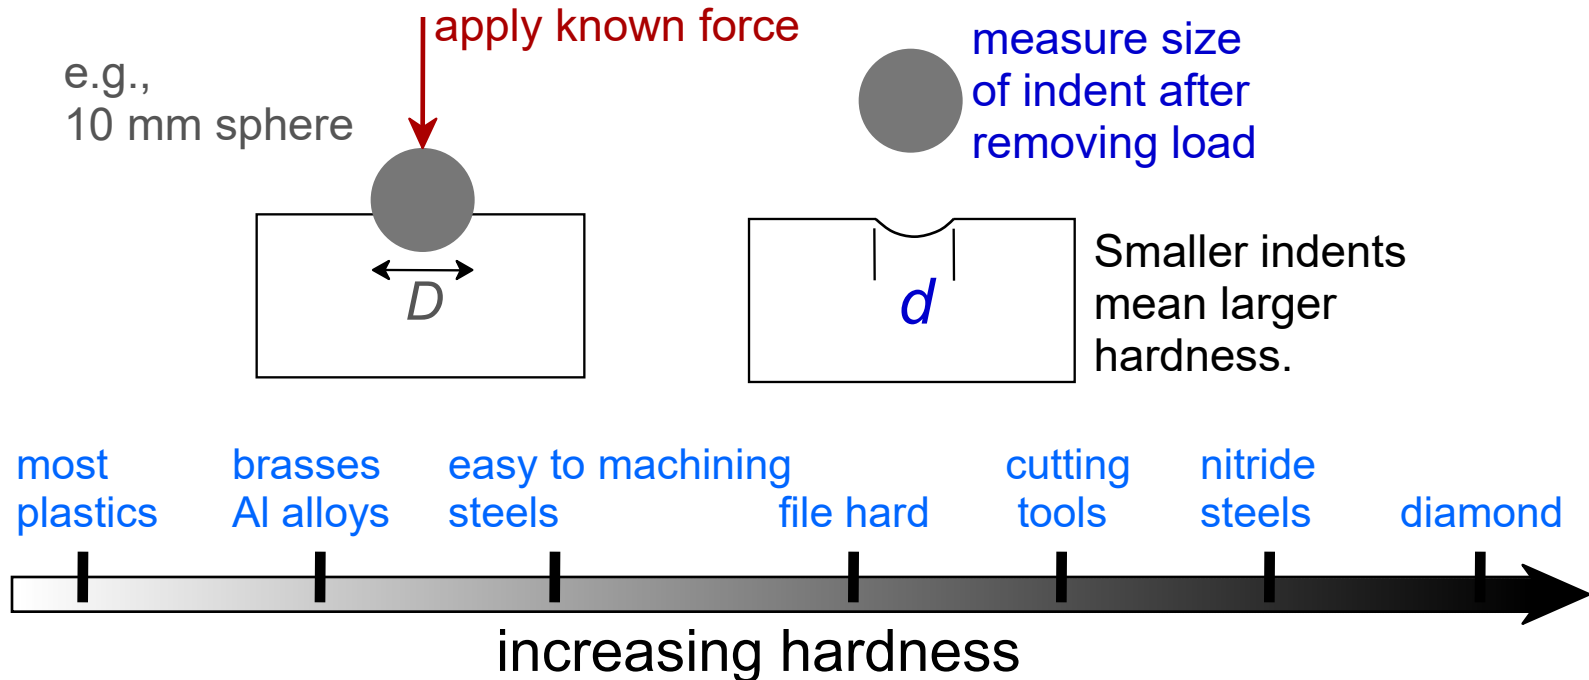 apply known force
e.g.,
10 mm sphere
D
measure size
of indent after
removing load
d
Smaller indents
mean larger
hardness.
most
plastics
brasses
Al alloys
easy to machining
steels
file hard
cutting
tools
nitride
steels
diamond
increasing hardness